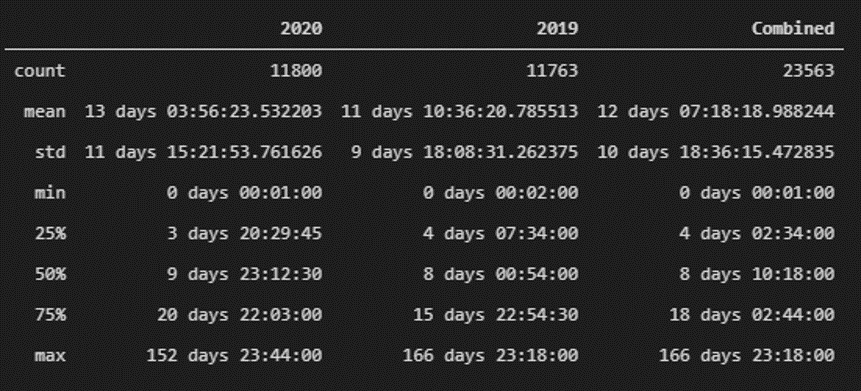 2020 2019 Combined
count 11800 11763 23563
mean 13 days 03:56:23.532203 11 days 10:36:20.785513 12 days 07:18:18.988244
std 11 days 15:21:53.761626 9 days 18:08:31.262375 10 days 18:36:15.472835
min 0 days 00:01:00 0 days 00:02:00 0 days 00:01:00
25% 3 days 20:29:45 4 days 07:34:00 4 days 02:34:00
50% 9 days 23:12:30 8 days 00:54:00 8 days 10:18:00
75% 20 days 22:03:00 15 days 22:54:30 18 days 02:44:00
max 152 days 23:44:00 166 days 23:18:00 166 days 23:18:00